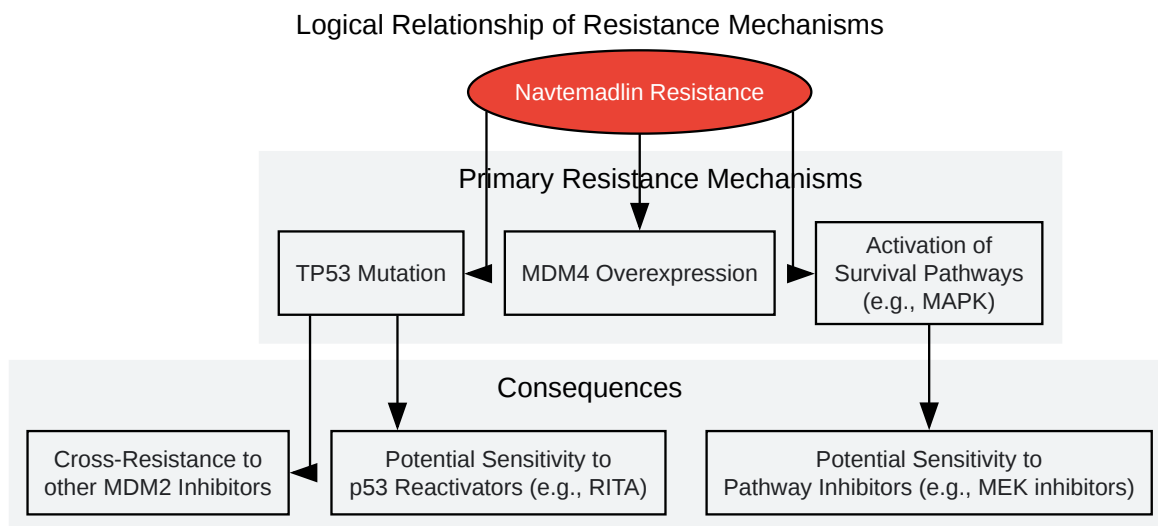 Logical Relationship of Resistance Mechanisms
Navtemadlin Resistance
Primary Resistance Mechanisms
TP53 Mutation
MDM4 Overexpression
Activation of
Survival Pathways
(e.g., MAPK)
Consequences
Cross-Resistance to
other MDM2 Inhibitors
Potential Sensitivity to
p53 Reactivators (e.g., RITA)
Potential Sensitivity to
Pathway Inhibitors (e.g., MEK inhibitors)